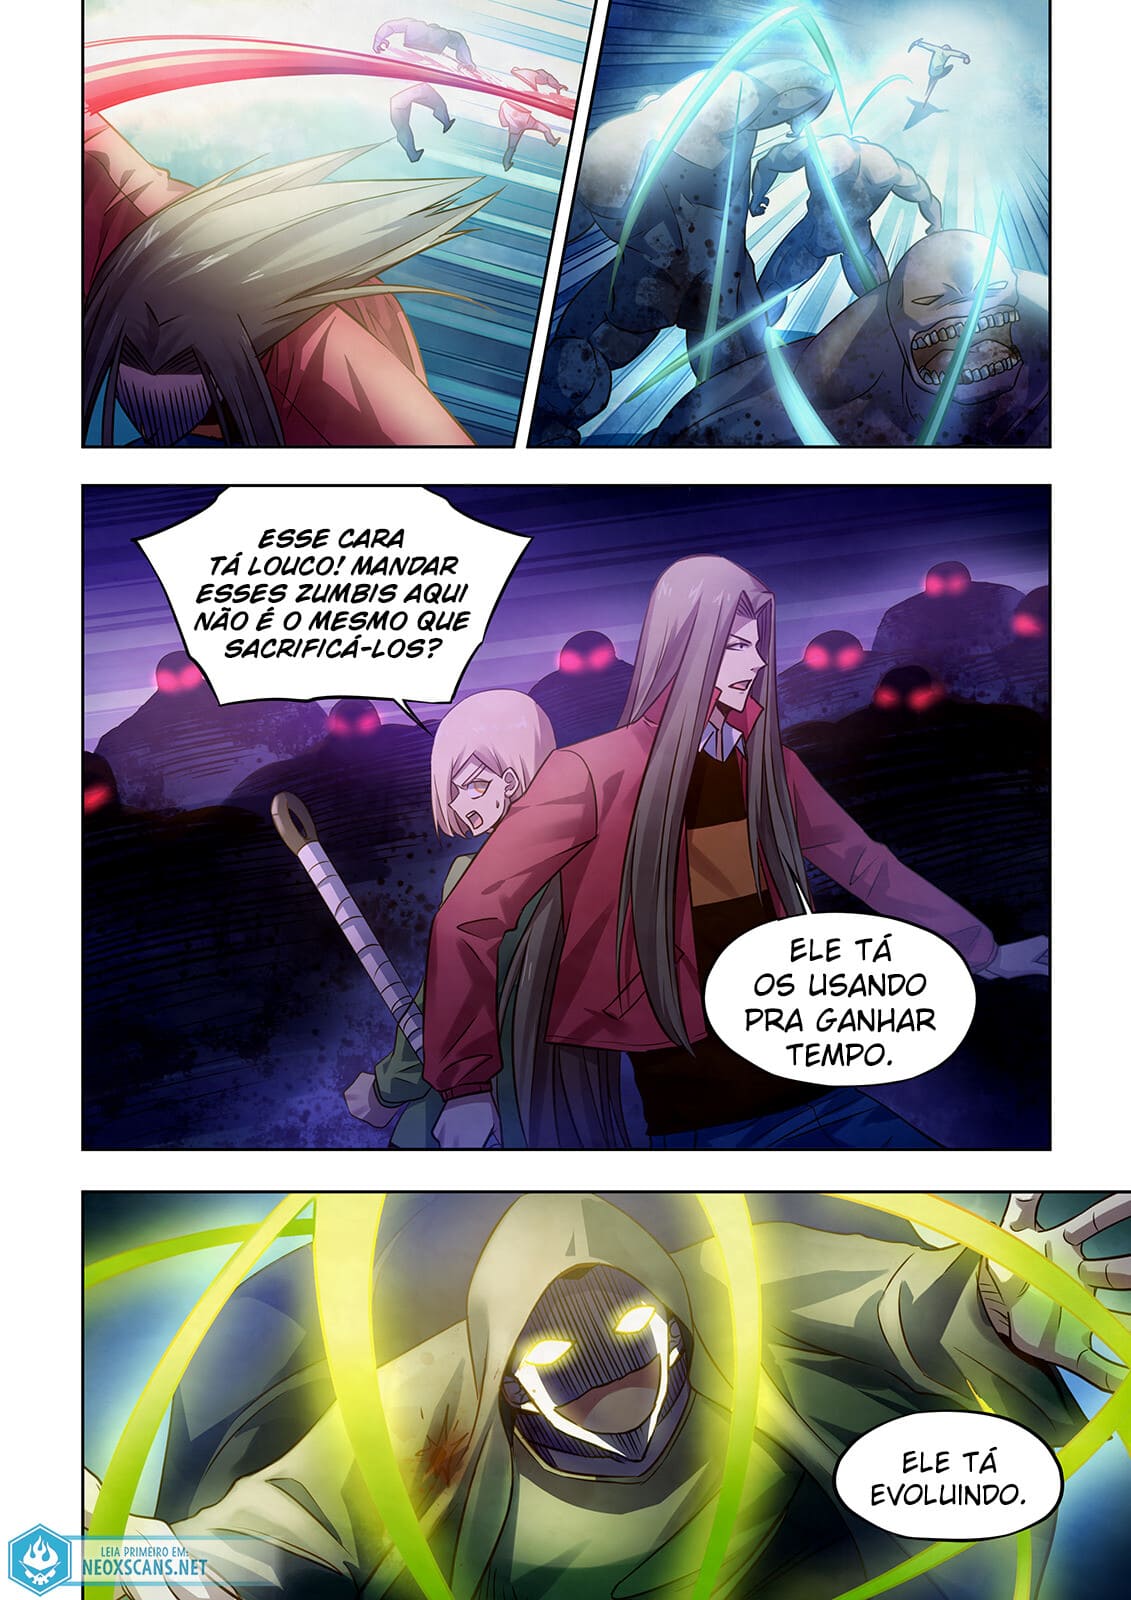 ESSE CARA
TÁ LOUCO! MANDAR
ESSES ZUMBIS AQUI
NÃO É O MESMO QUE
SACRIFICÁ-LOS?
ELE TÁ
OS USANDO
PRA GANHAR
TEMPO.
ELE TÁ
EVOLUINDO.
LEIA PRIMEIRO EM:
NEOXSCANS.NET